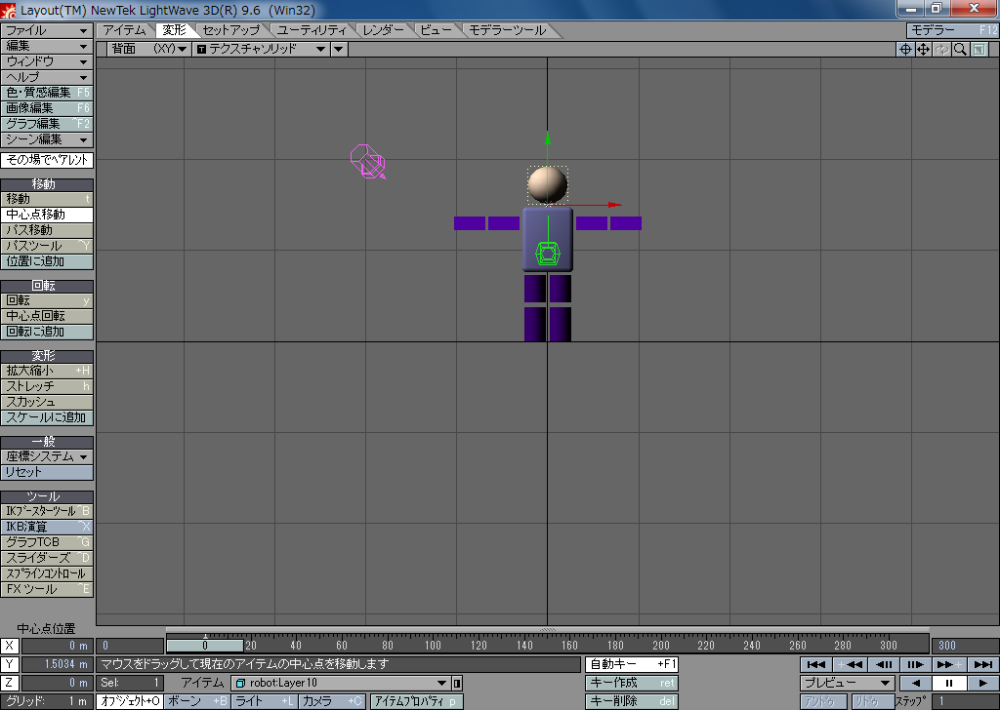 Layout(TM) NewTek LightWave 3D(R) 9.6 (Win32)
ファイル
編集
ウィンドウ
ヘルプ
色・質感編集 F5
画像編集 F6
グラフ編集 ^F2
シーン編集
その場でペアレント
移動
移動 t
中心点移動
パス移動
パスツール ^Y
位置に追加
回転
回転 y
中心点回転
回転に追加
変形
拡大縮小 +H
ストレッチ h
スカッシュ
スケールに追加
一般
座標システム
リセット
ツール
IKブースターツール ^B
IKB演算 ^X
グラフTCB ^G
スライダーズ ^D
スプラインコントロール
FX ツール ^E
アイテム 変形 セットアップ ユーティリティ レンダー ビュー モデラーツール
モデラー F12
背面 (XY) テクスチャソリッド
中心点位置
X 0 m
Y 1.5034 m
Z 0 m
グリッド: 1 m
0 0 20 40 60 80 100 120 140 160 180 200 220 240 260 280 300 300
マウスをドラッグして現在のアイテムの中心点を移動します
自動キー +F1
Sel: 1 アイテム robot:Layer10
キー作成 ret
プレビュー
オブジェクト+O ボーン +B ライト +L カメラ +C アイテムプロパティ p
キー削除 del
アンドゥ リドゥ ステップ 1